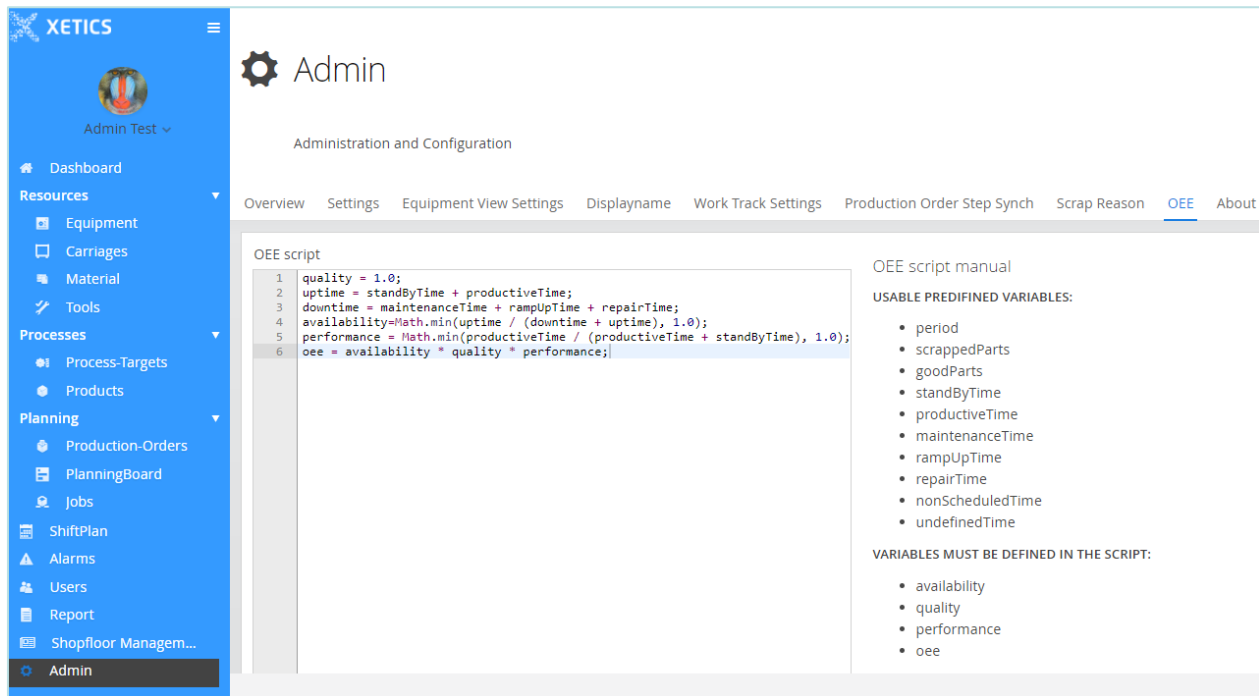 XETICS
Admin Test
Dashboard
Resources
Equipment
Carriages
Material
Tools
Processes
Process-Targets
Products
Planning
Production-Orders
PlanningBoard
Jobs
ShiftPlan
Alarms
Users
Report
Shopfloor Managem...
Admin
Admin
Administration and Configuration
Overview Settings Equipment View Settings Displayname Work Track Settings Production Order Step Synch Scrap Reason OEE About
OEE script
1 quality = 1.0;
2 uptime = standByTime + productiveTime;
3 downtime = maintenanceTime + rampUpTime + repairTime;
4 availability=Math.min(uptime / (downtime + uptime), 1.0);
5 performance = Math.min(productiveTime / (productiveTime + standByTime), 1.0);
6 oee = availability * quality * performance;
OEE script manual
USABLE PREDIFINED VARIABLES:
• period
• scrappedParts
• goodParts
• standByTime
• productiveTime
• maintenanceTime
• rampUpTime
• repairTime
• nonScheduledTime
• undefinedTime
VARIABLES MUST BE DEFINED IN THE SCRIPT:
• availability
• quality
• performance
• oee